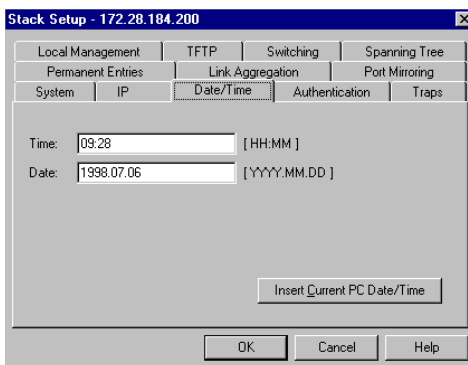 Stack Setup - 172.28.184.200
Local Management TFTP Switching Spanning Tree
Permanent Entries Link Aggregation Port Mirroring
System IP Date/Time Authentication Traps
Time: 09:28 [ HH:MM ]
Date: 1998.07.06 [ YYYY.MM.DD ]
Insert Current PC Date/Time
OK Cancel Help